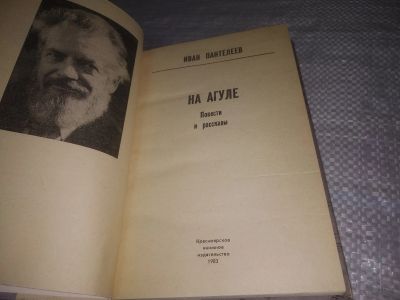 ИВАН ПАНТЕЛЕЕВ
НА АГУЛЕ
Повести
и рассказы
Красноярское
книжное
издательство
1983